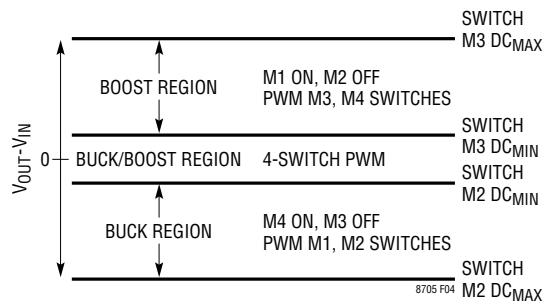 SWITCH
M3 DCMAX
BOOST REGION
M1 ON, M2 OFF
PWM M3, M4 SWITCHES
SWITCH
M3 DCMIN
VOUT-VIN
0
BUCK/BOOST REGION
4-SWITCH PWM
SWITCH
M2 DCMIN
BUCK REGION
M4 ON, M3 OFF
PWM M1, M2 SWITCHES
8705 F04
SWITCH
M2 DCMAX